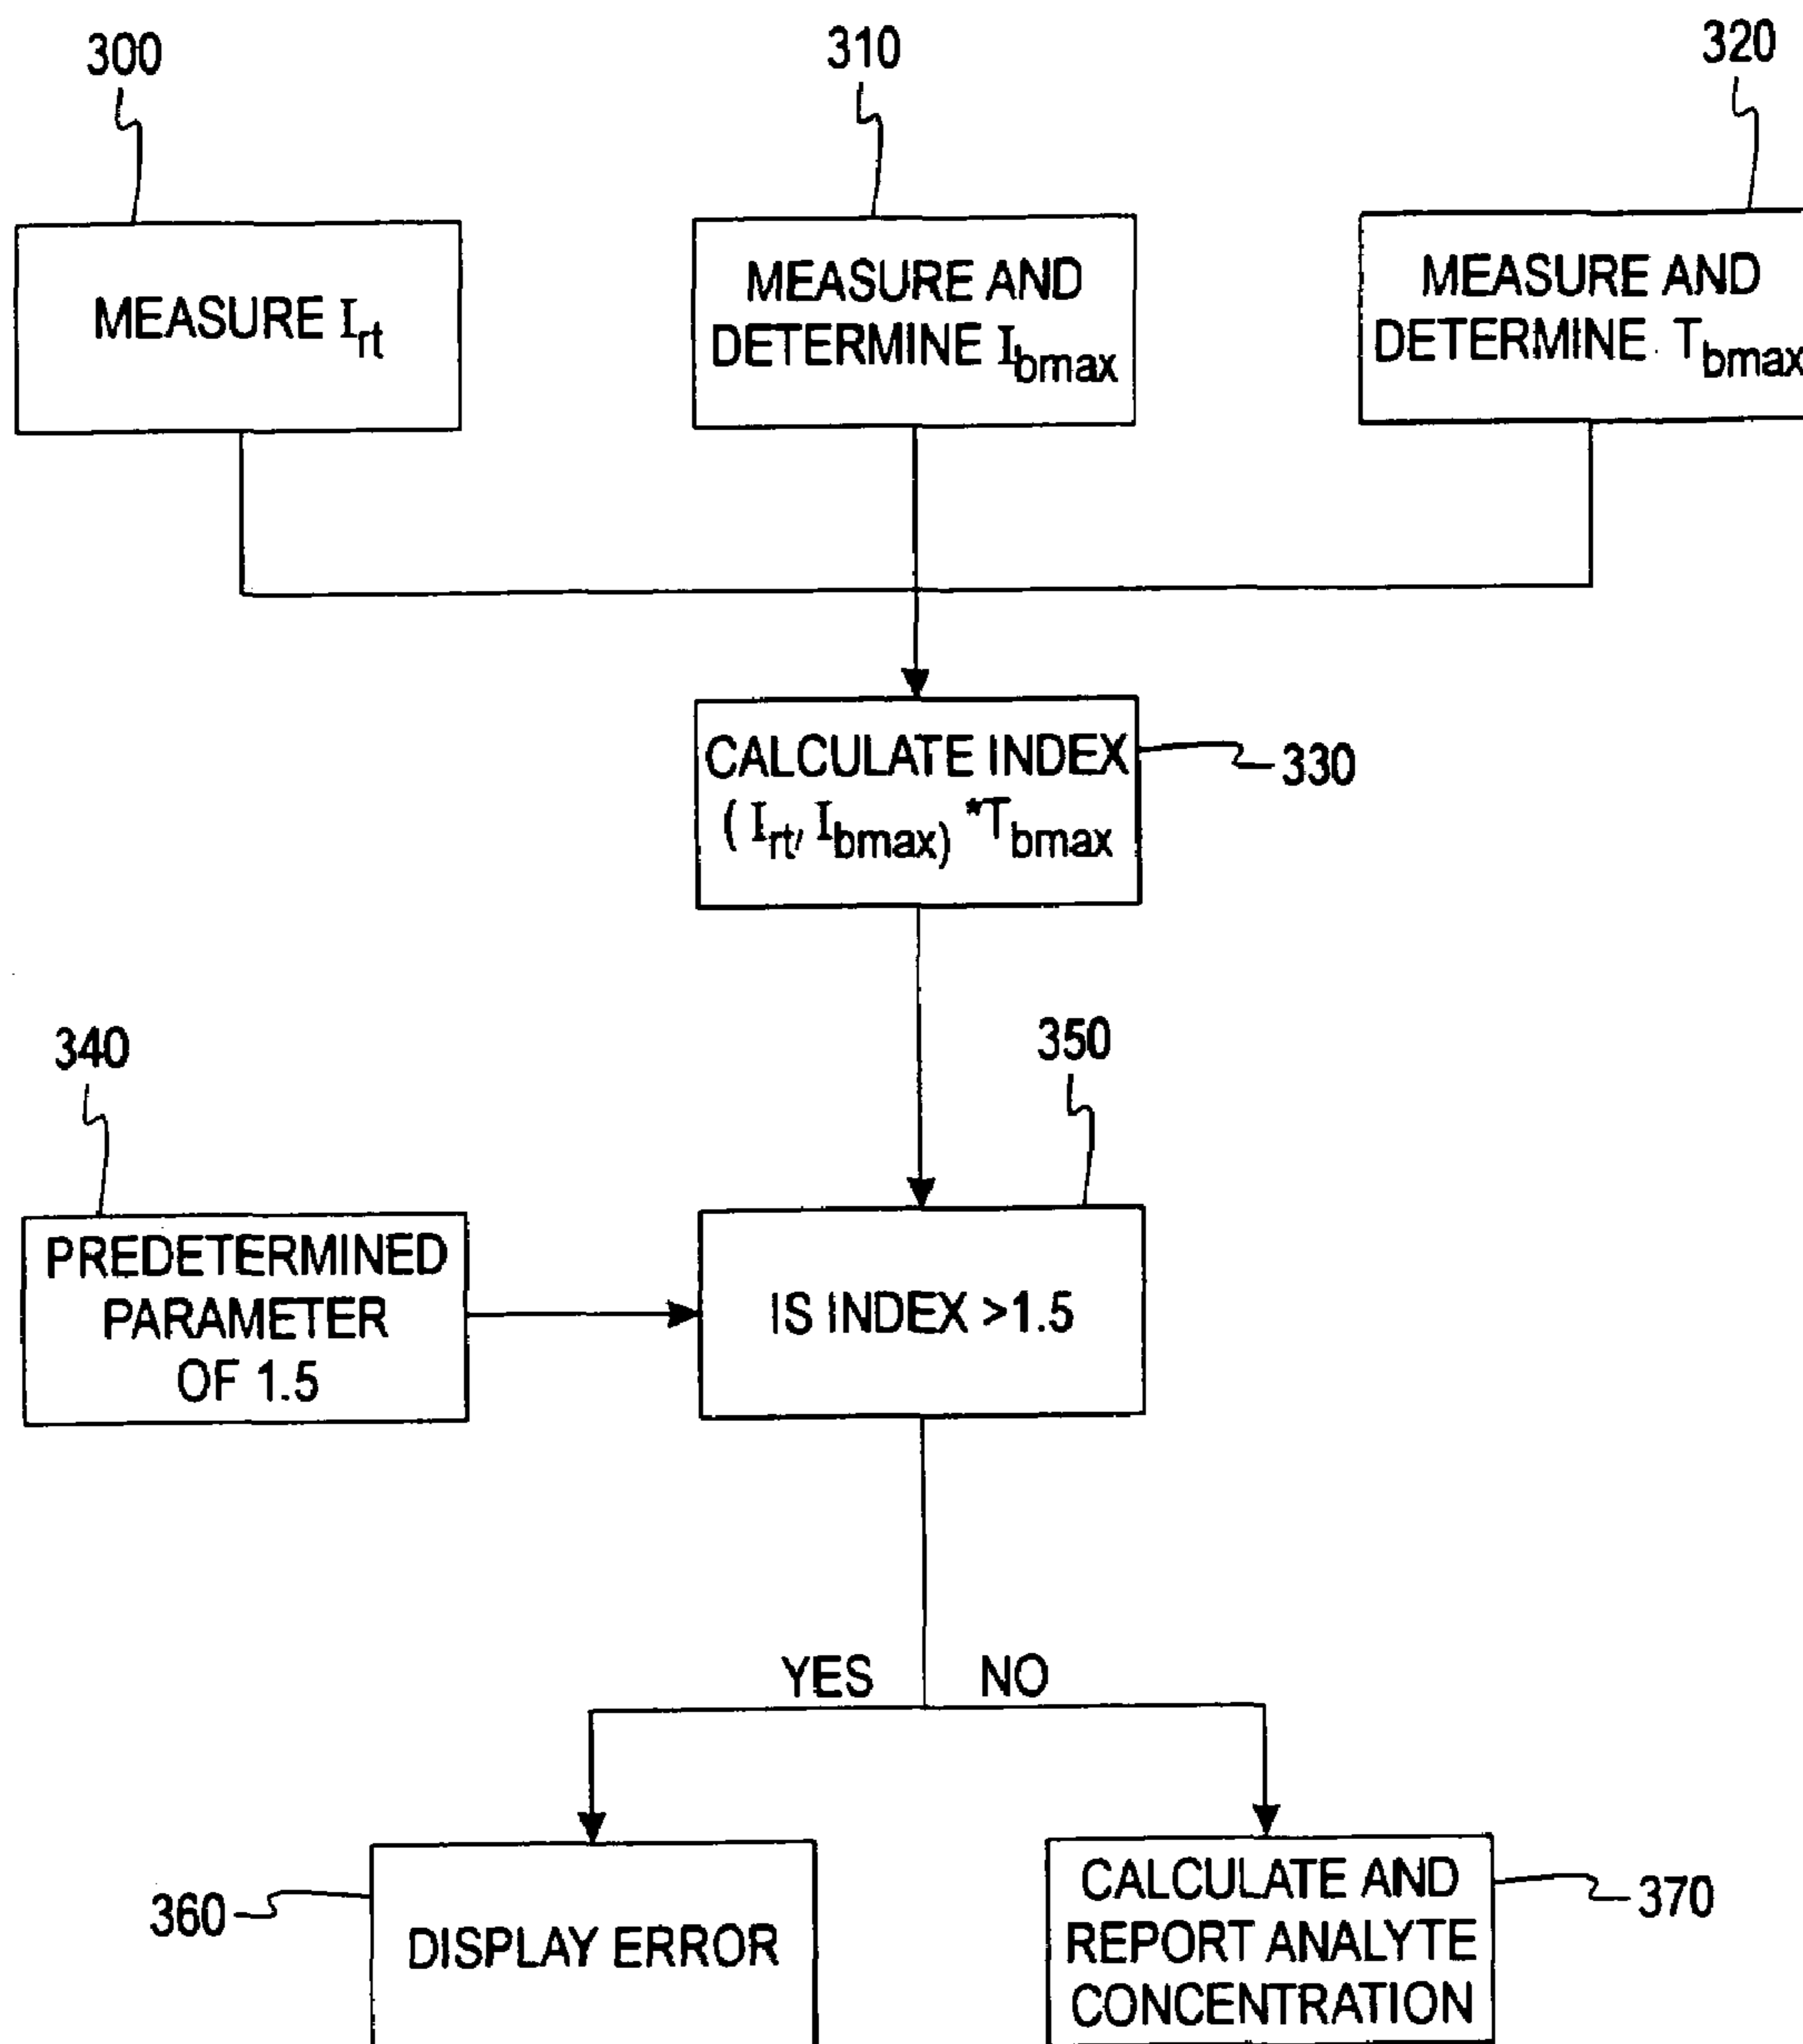 300
310
320
MEASURE Irt
MEASURE AND
DETERMINE Ibmax
MEASURE AND
DETERMINE Tbmax
CALCULATE INDEX
( Irt/ Ibmax) *Tbmax
330
340
350
PREDETERMINED
PARAMETER
OF 1.5
IS INDEX >1.5
YES
NO
360
DISPLAY ERROR
CALCULATE AND
REPORT ANALYTE
CONCENTRATION
370